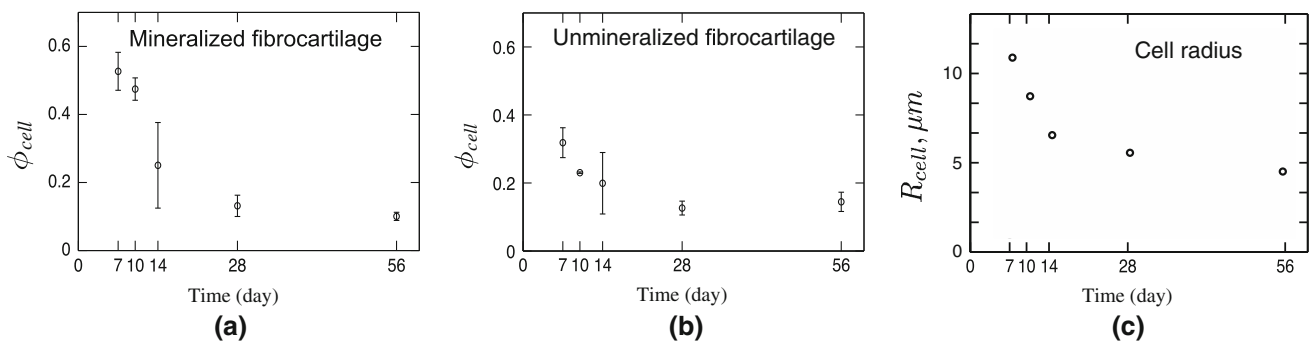 Mineralized fibrocartilage
0.6
0.4
0.2
0
ϕcell
0 7 10 14 28 56
Time (day)
(a)
Unmineralized fibrocartilage
0.6
0.4
0.2
0
ϕcell
0 7 10 14 28 56
Time (day)
(b)
Cell radius
10
5
0
Rcell, μm
0 7 10 14 28 56
Time (day)
(c)